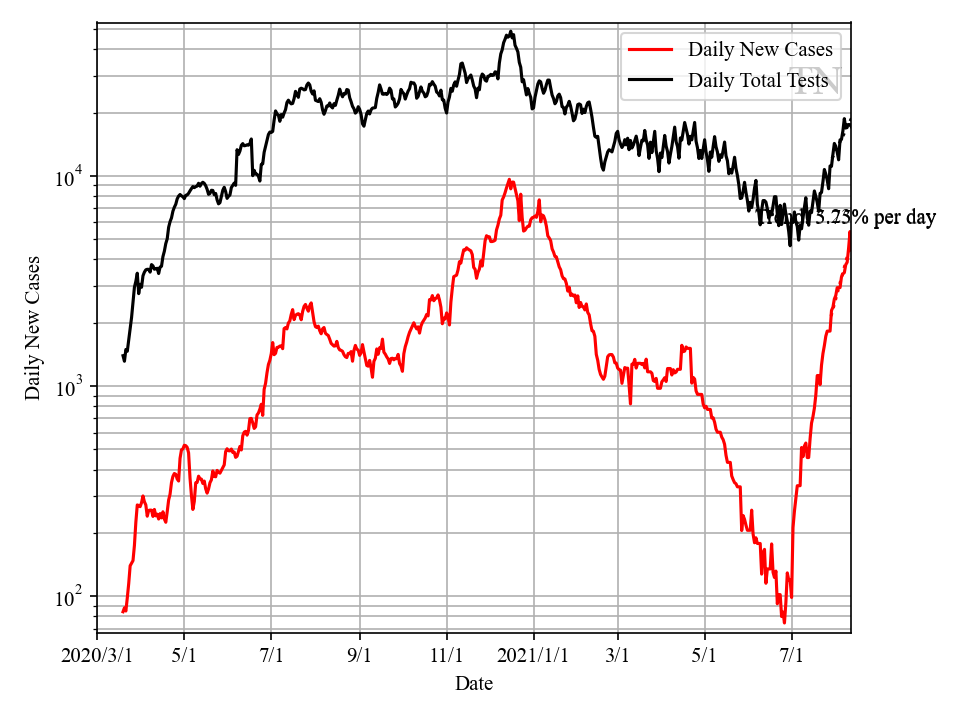 Daily New Cases
Daily Total Tests
TN
10^4
10^3
10^2
Daily New Cases
% per day
2020/3/1 5/1 7/1 9/1 11/1 2021/1/1 3/1 5/1 7/1
Date